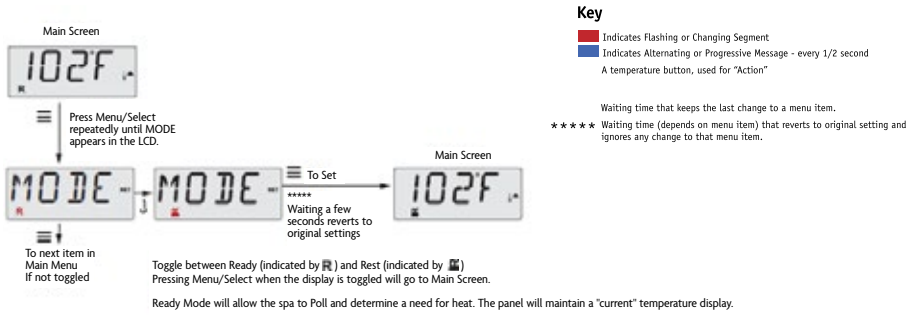 Key
Indicates Flashing or Changing Segment
Indicates Alternating or Progressive Message - every 1/2 second
A temperature button, used for "Action"
Waiting time that keeps the last change to a menu item.
***** Waiting time (depends on menu item) that reverts to original setting and
ignores any change to that menu item.
Main Screen
102°F
R
Press Menu/Select
repeatedly until MODE
appears in the LCD.
MODE SET
R
MODE SET
To Set
*****
Waiting a few
seconds reverts to
original settings
Main Screen
102°F
To next item in
Main Menu
If not toggled
Toggle between Ready (indicated by R) and Rest (indicated by )
Pressing Menu/Select when the display is toggled will go to Main Screen.
Ready Mode will allow the spa to Poll and determine a need for heat. The panel will maintain a "current" temperature display.